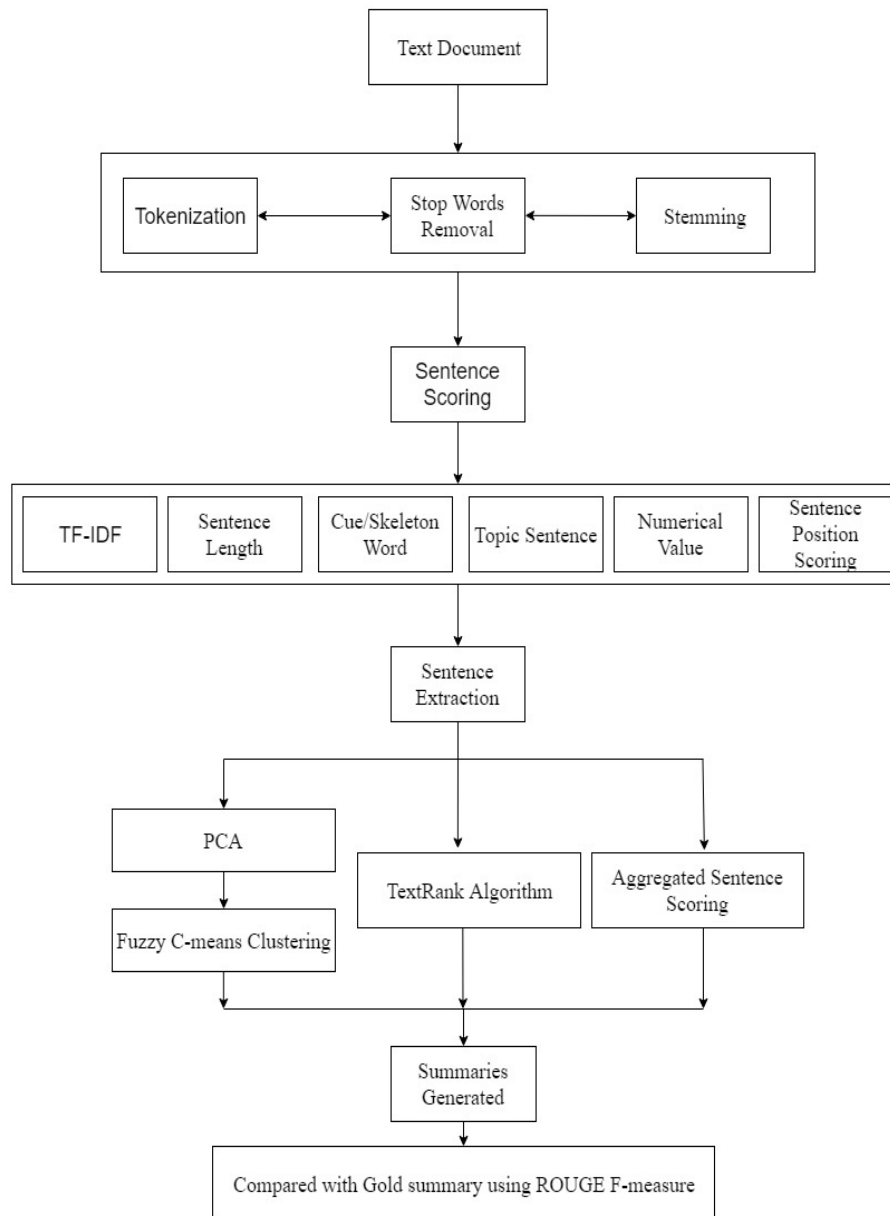 Text Document
Tokenization
Stop Words
Removal
Stemming
Sentence
Scoring
TF-IDF
Sentence
Length
Cue/Skeleton
Word
Topic Sentence
Numerical
Value
Sentence
Position
Scoring
Sentence
Extraction
PCA
Fuzzy C-means Clustering
TextRank Algorithm
Aggregated Sentence
Scoring
Summaries
Generated
Compared with Gold summary using ROUGE F-measure